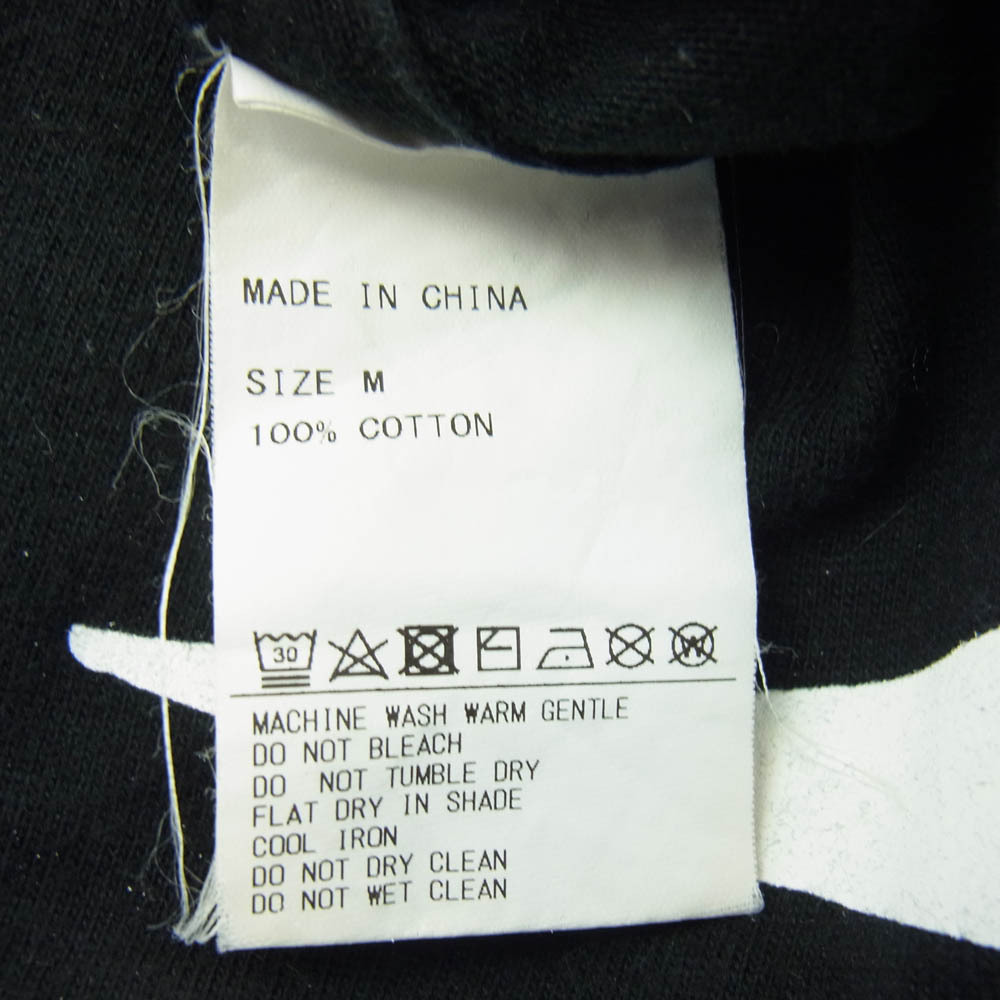 MADE IN CHINA
SIZE M
100% COTTON
30
W
MACHINE WASH WARM GENTLE
DO NOT BLEACH
DO NOT TUMBLE DRY
FLAT DRY IN SHADE
COOL IRON
DO NOT DRY CLEAN
DO NOT WET CLEAN